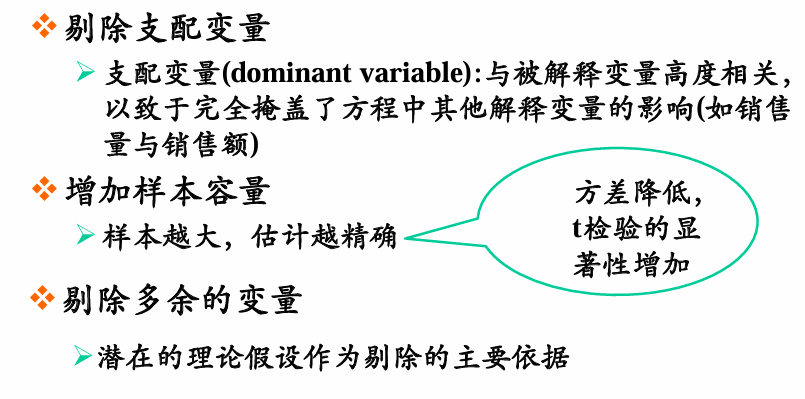 剔除支配变量
支配变量(dominant variable):与被解释变量高度相关，
以致于完全掩盖了方程中其他解释变量的影响(如销售
量与销售额)
增加样本容量
样本越大，估计越精确
方差降低，
t检验的显
著性增加
剔除多余的变量
潜在的理论假设作为剔除的主要依据